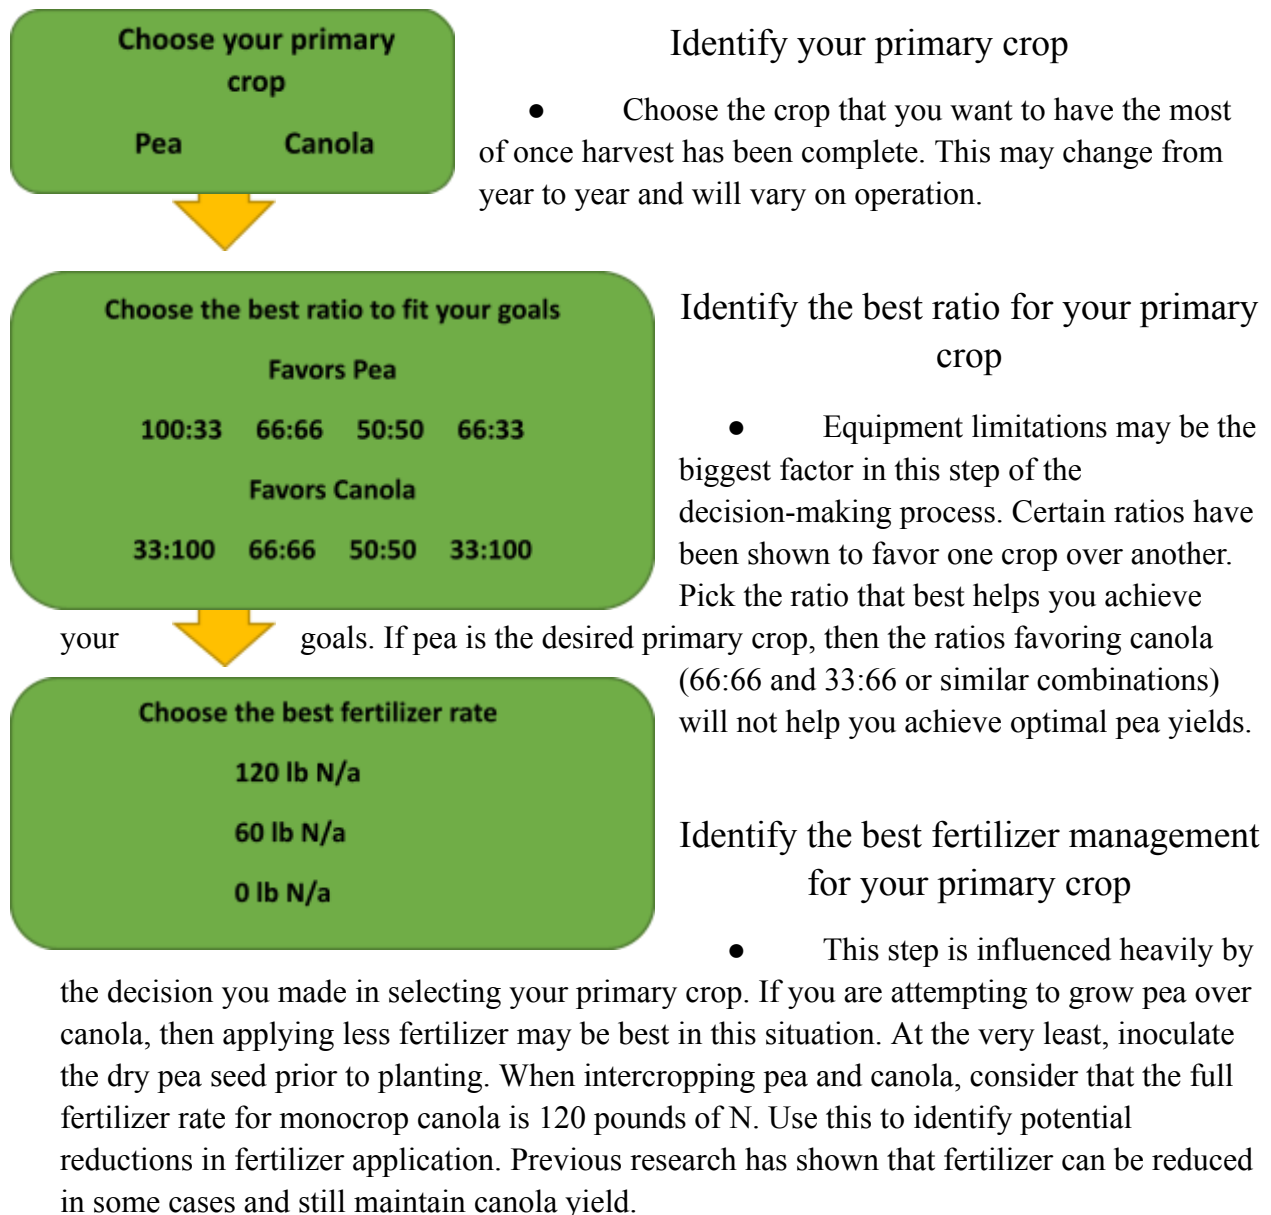 Choose your primary
crop
Pea Canola
Identify your primary crop
● Choose the crop that you want to have the most
of once harvest has been complete. This may change from
year to year and will vary on operation.
Choose the best ratio to fit your goals
Favors Pea
100:33 66:66 50:50 66:33
Favors Canola
33:100 66:66 50:50 33:100
Identify the best ratio for your primary
crop
● Equipment limitations may be the
biggest factor in this step of the
decision-making process. Certain ratios have
been shown to favor one crop over another.
Pick the ratio that best helps you achieve
your goals. If pea is the desired primary crop, then the ratios favoring canola
(66:66 and 33:66 or similar combinations)
will not help you achieve optimal pea yields.
Choose the best fertilizer rate
120 lb N/a
60 lb N/a
0 lb N/a
Identify the best fertilizer management
for your primary crop
● This step is influenced heavily by
the decision you made in selecting your primary crop. If you are attempting to grow pea over
canola, then applying less fertilizer may be best in this situation. At the very least, inoculate
the dry pea seed prior to planting. When intercropping pea and canola, consider that the full
fertilizer rate for monocrop canola is 120 pounds of N. Use this to identify potential
reductions in fertilizer application. Previous research has shown that fertilizer can be reduced
in some cases and still maintain canola yield.